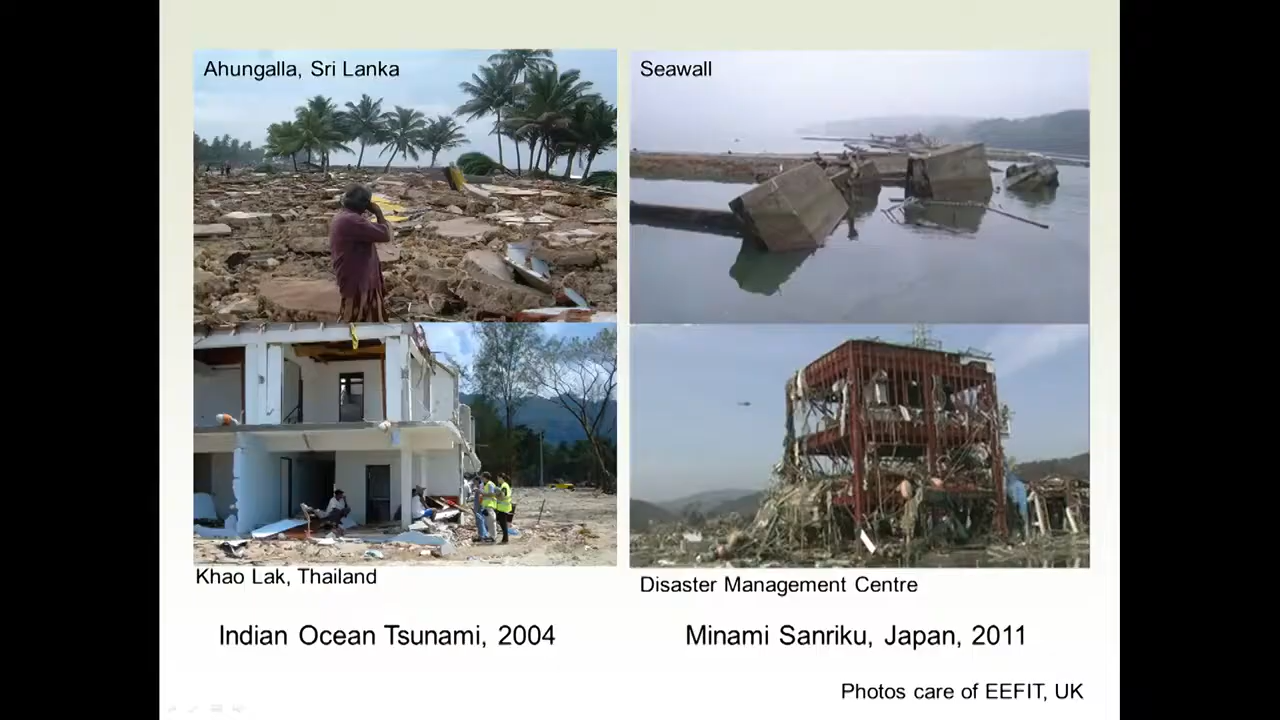 Ahungalla, Sri Lanka
Seawall
Khao Lak, Thailand
Disaster Management Centre
Indian Ocean Tsunami, 2004
Minami Sanriku, Japan, 2011
Photos care of EEFIT, UK